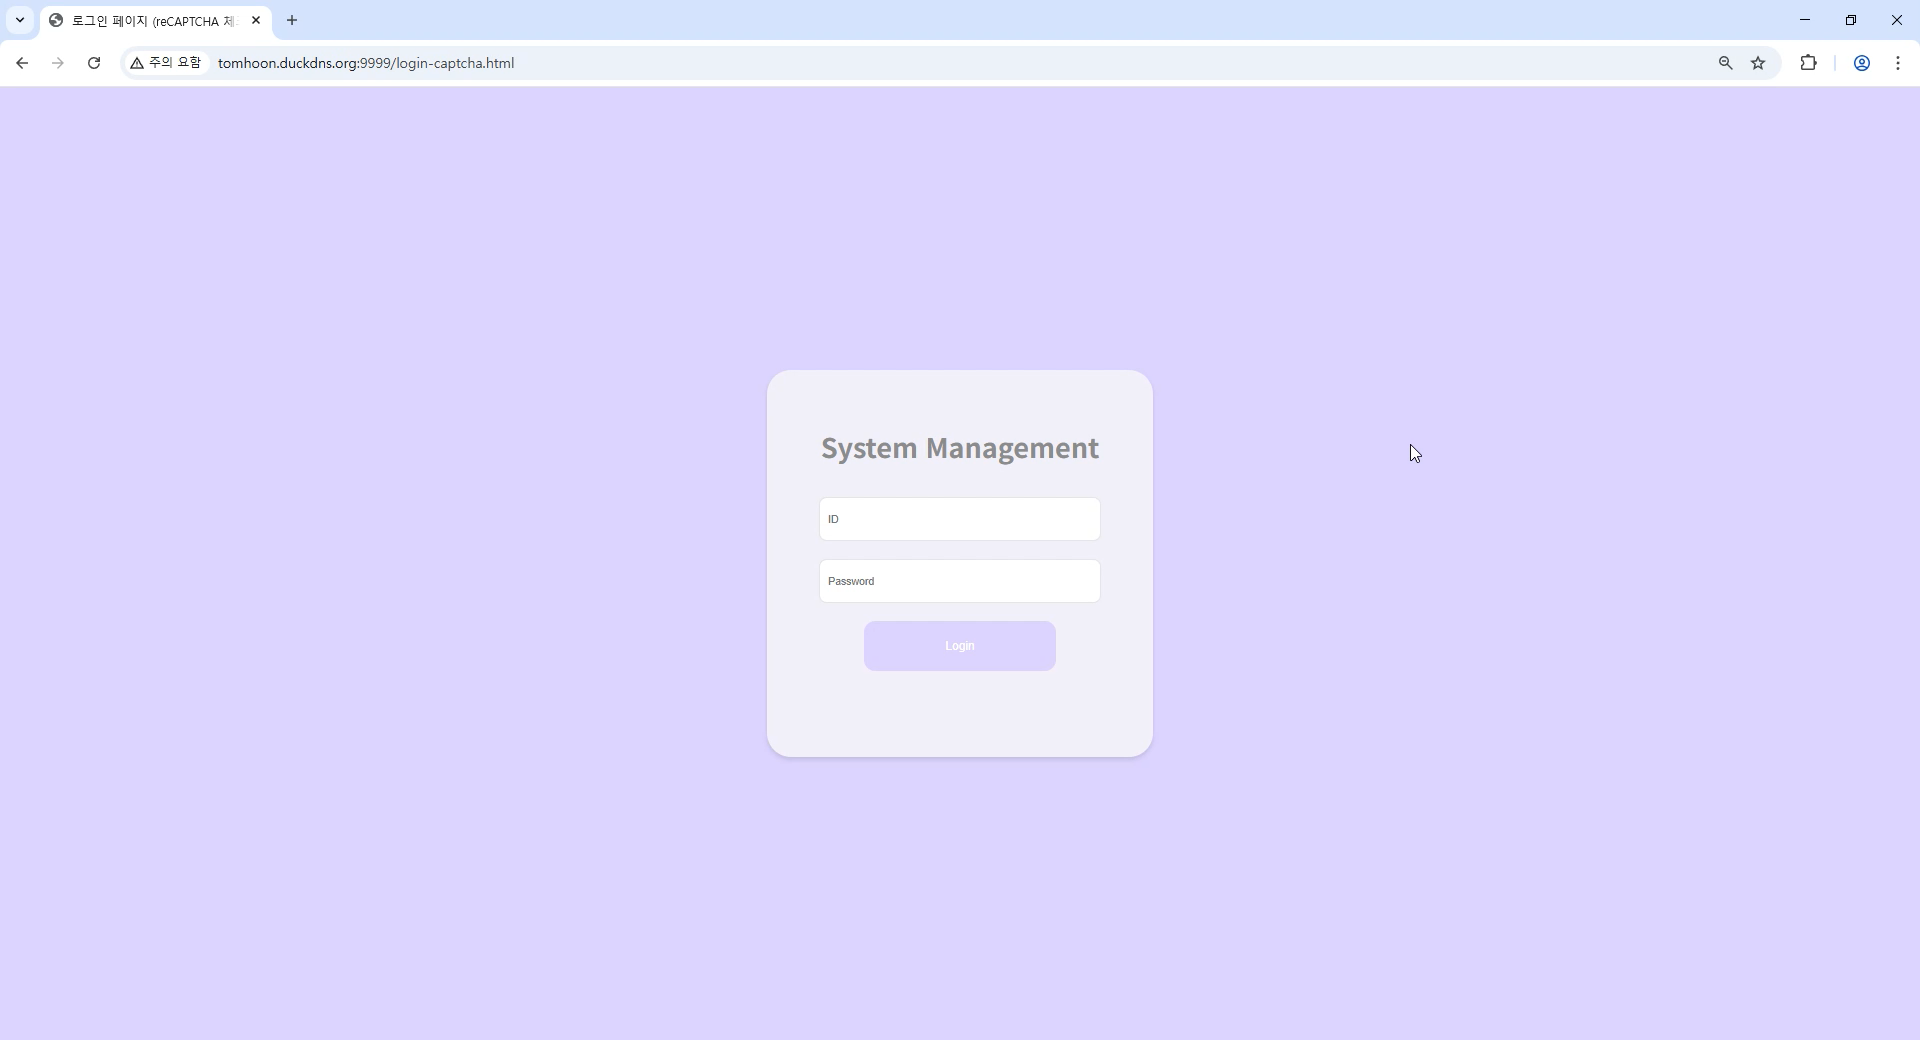 로그인 페이지 (reCAPTCHA 체
주의 요함
tomhoon.duckdns.org:9999/login-captcha.html
System Management
ID
Password
Login